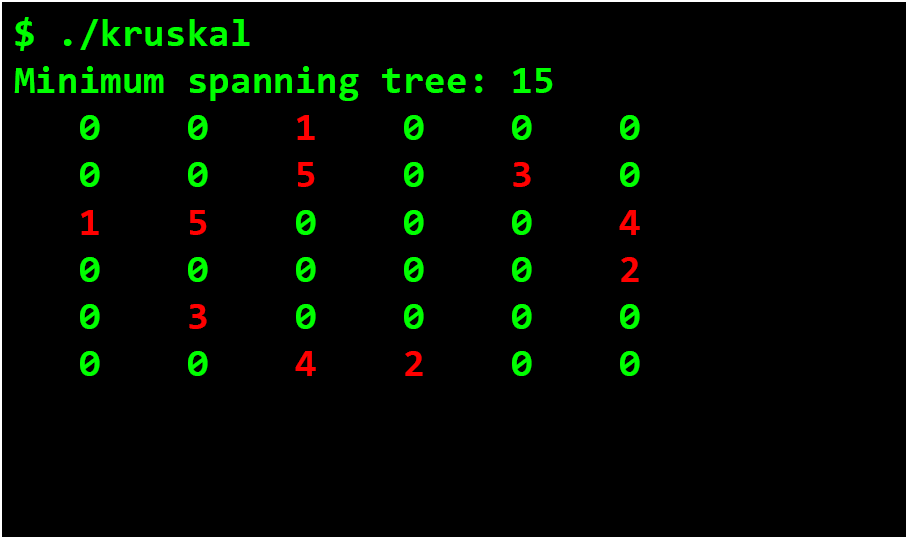 $ ./kruskal
Minimum spanning tree: 15
0 0 1 0 0 0
0 0 5 0 3 0
1 5 0 0 0 4
0 0 0 0 0 2
0 3 0 0 0 0
0 0 4 2 0 0